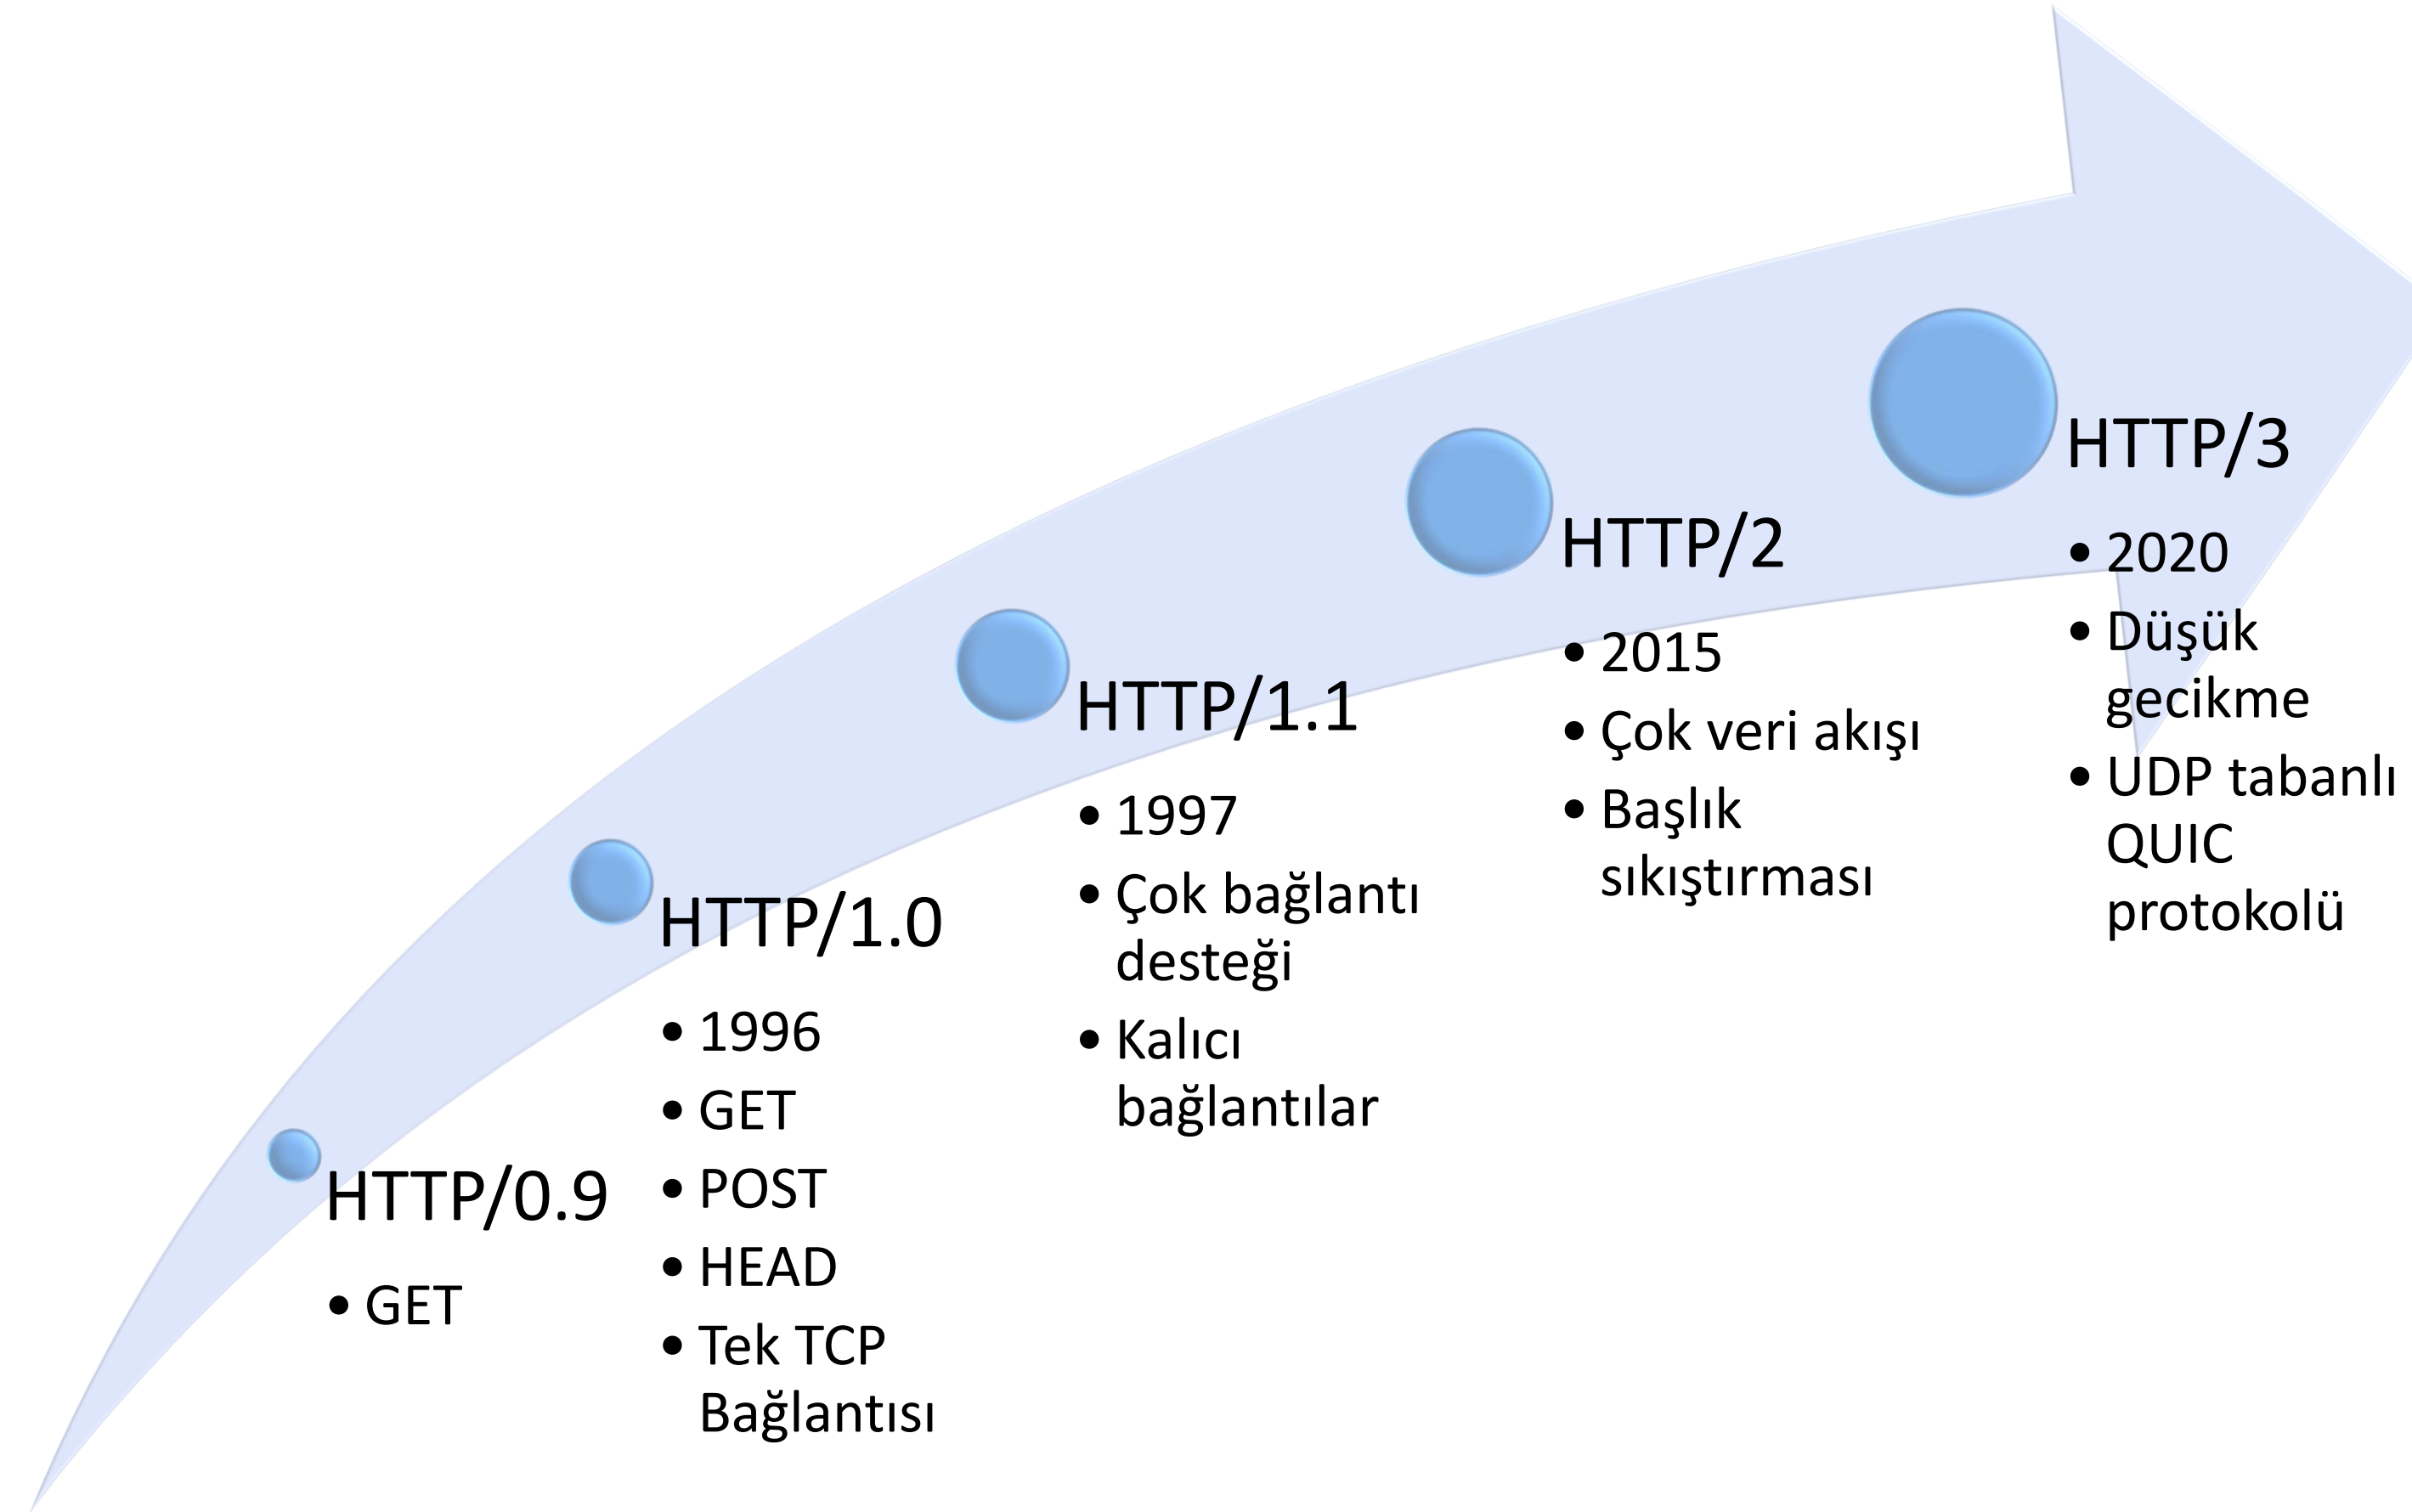 HTTP/0.9
• GET
HTTP/1.0
• 1996
• GET
• POST
• HEAD
• Tek TCP
Bağlantısı
HTTP/1.1
• 1997
• Çok bağlantı
desteği
• Kalıcı
bağlantılar
HTTP/2
• 2015
• Çok veri akışı
• Başlık
sıkıştırması
HTTP/3
• 2020
• Düşük
gecikme
• UDP tabanlı
QUIC
protokolü